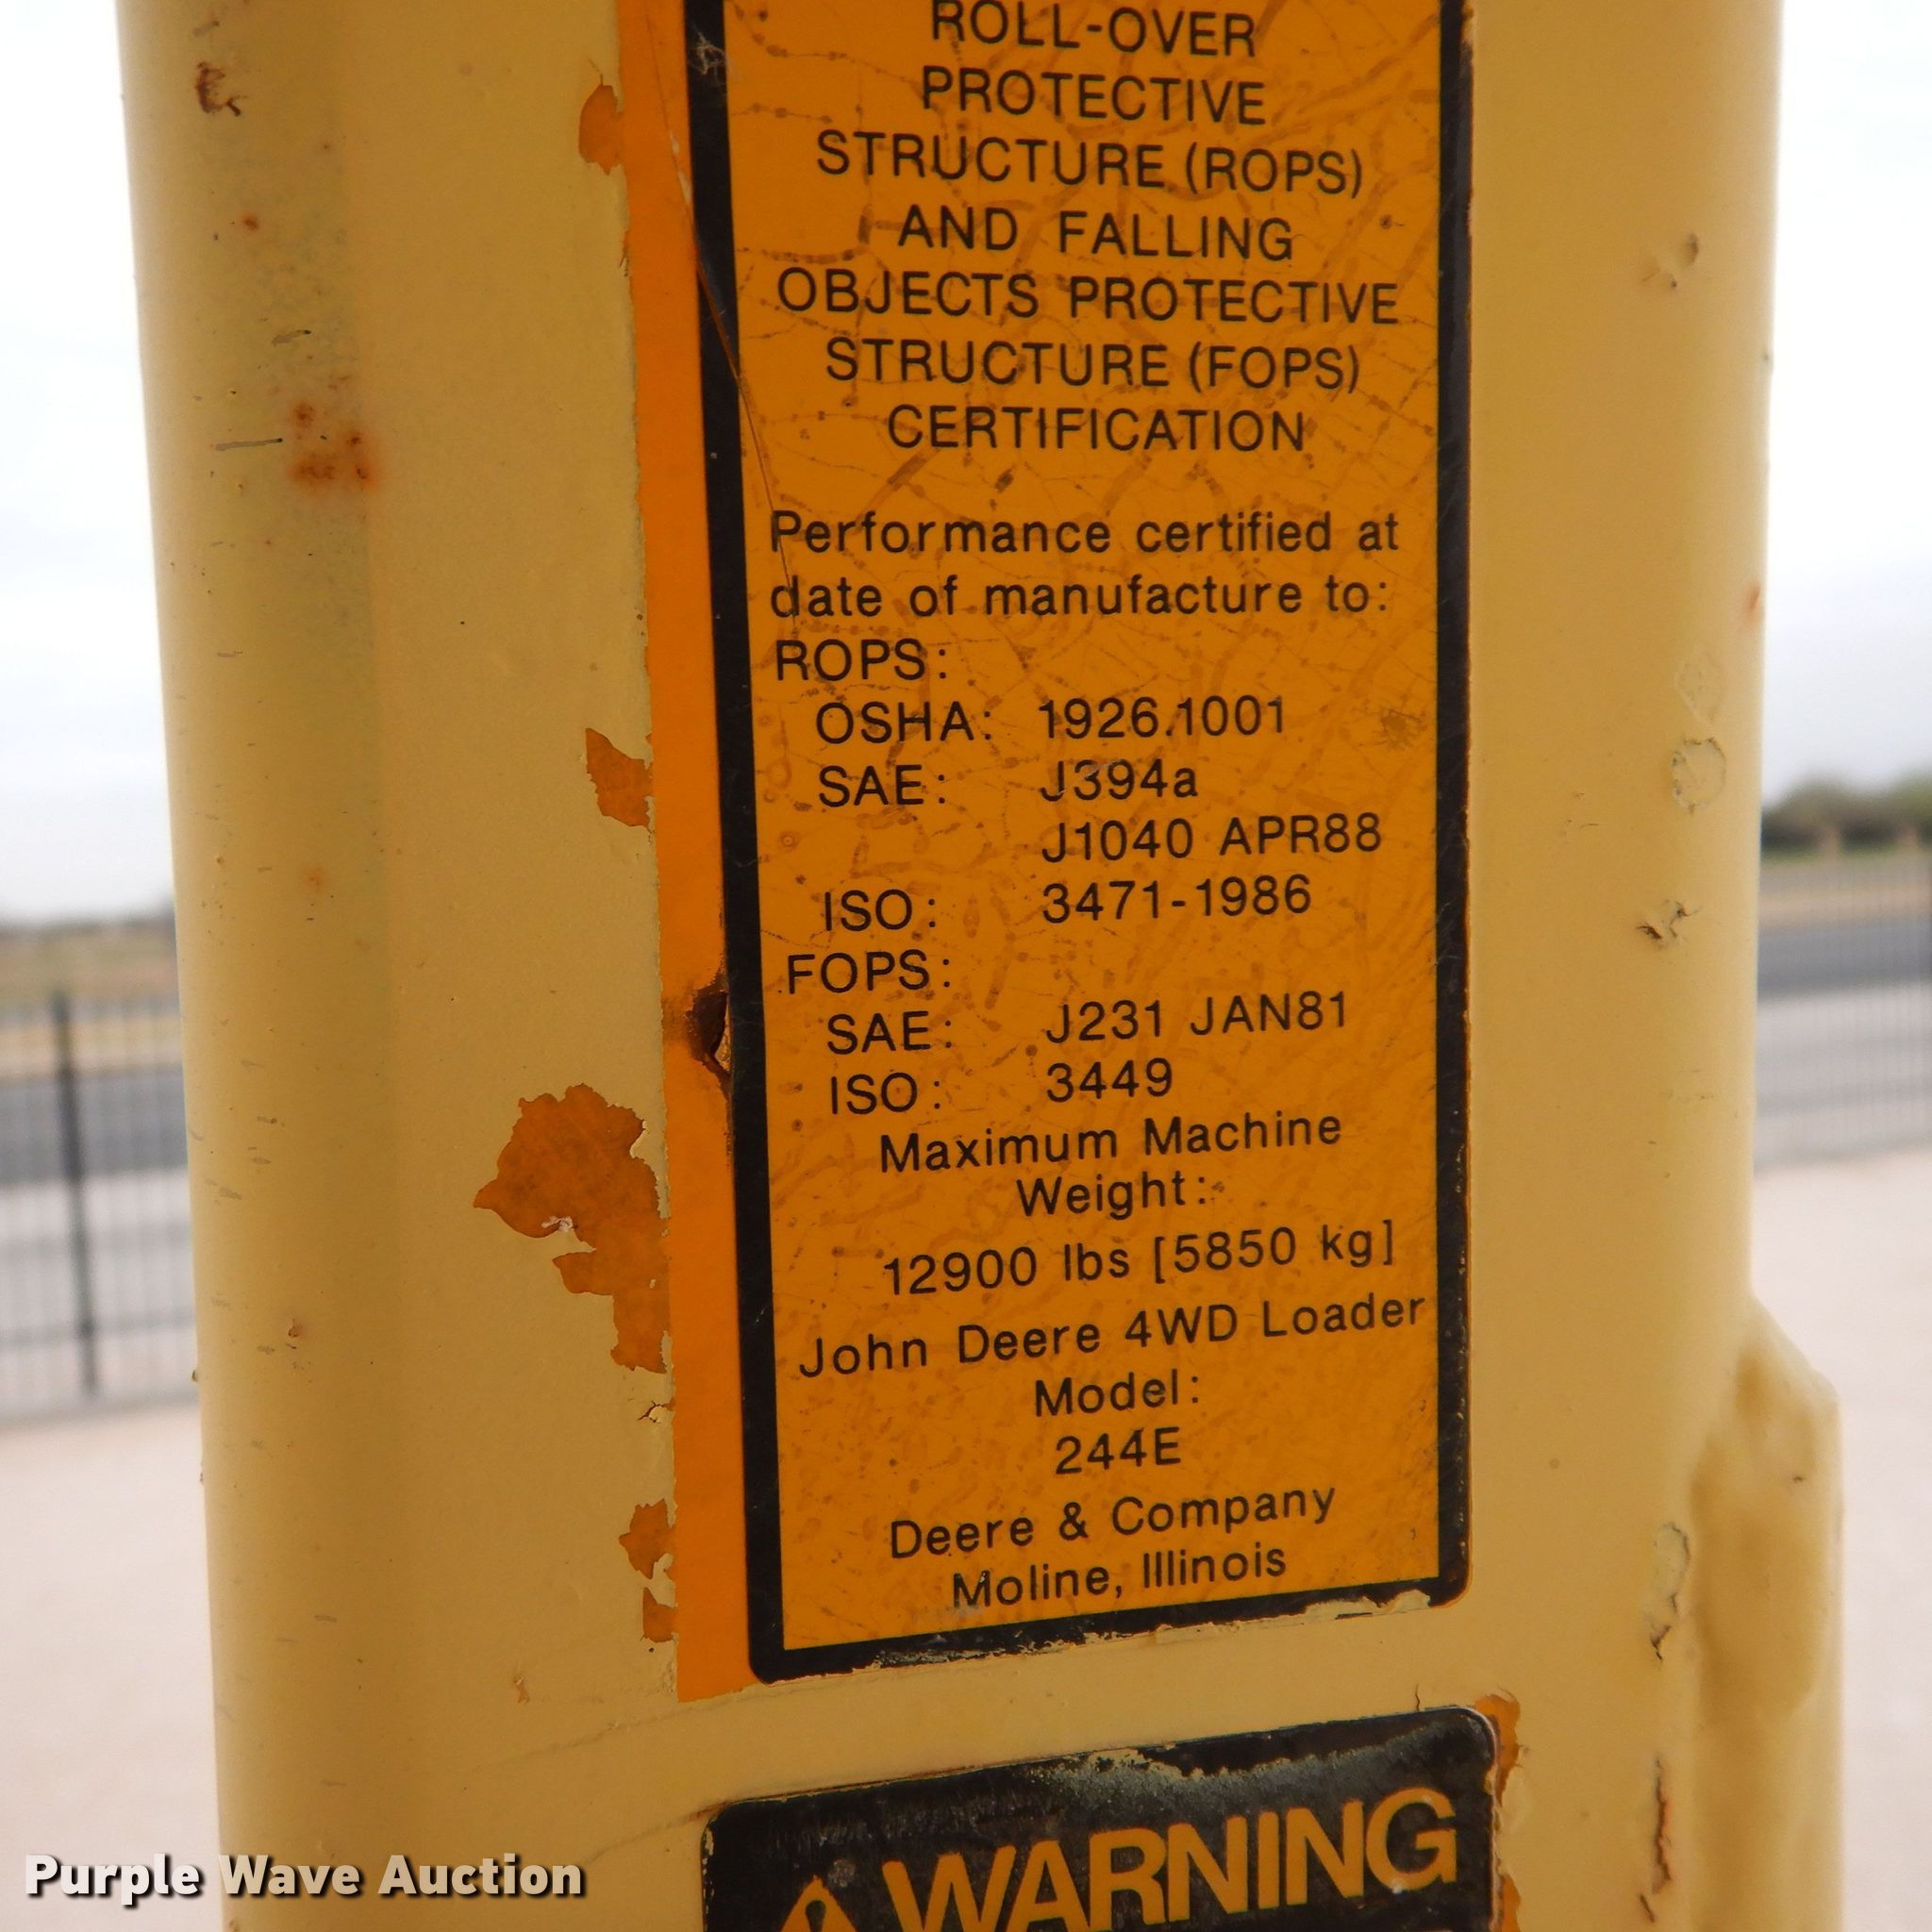 ROLL-OVER
PROTECTIVE
STRUCTURE (ROPS)
AND FALLING
OBJECTS PROTECTIVE
STRUCTURE (FOPS)
CERTIFICATION
Performance certified at
date of manufacture to:
ROPS:
OSHA: 1926.1001
SAE: J394a
J1040 APR88
ISO: 3471-1986
FOPS:
SAE: J231 JAN81
ISO: 3449
Maximum Machine
Weight:
12900 lbs [5850 kg]
John Deere 4WD Loader
Model:
244E
Deere & Company
Moline, Illinois
WARNING
Purple Wave Auction